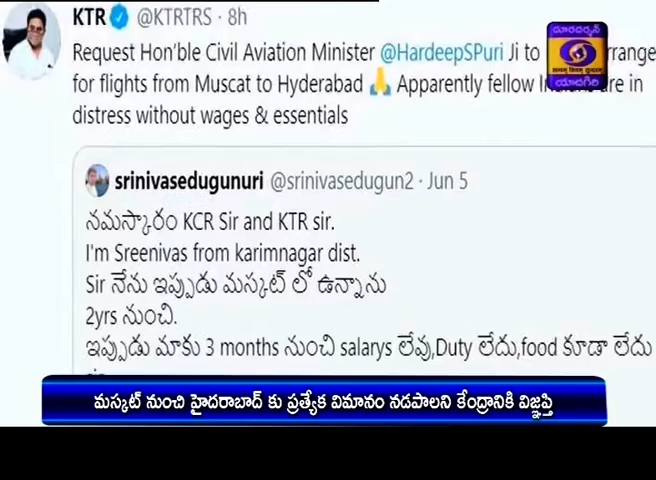 KTR @KTRTRS · 8h
Request Hon'ble Civil Aviation Minister @HardeepSPuri Ji to arrange
for flights from Muscat to Hyderabad 🙏 Apparently fellow Indians are in
distress without wages & essentials
దూరదర్శన్
యాదగిరి
srinivasedugunuri @srinivasedugun2 · Jun 5
నమస్కారం KCR Sir and KTR sir.
I'm Sreenivas from karimnagar dist.
Sir నేను ఇప్పుడు మస్కట్ లో ఉన్నాను
2yrs నుంచి.
ఇప్పుడు మాకు 3 months నుంచి salarys లేవు,Duty లేదు,food కూడా లేదు
మస్కట్ నుంచి హైదరాబాద్ కు ప్రత్యేక విమానం నడపాలని కేంద్రానికి విజ్ఞప్తి